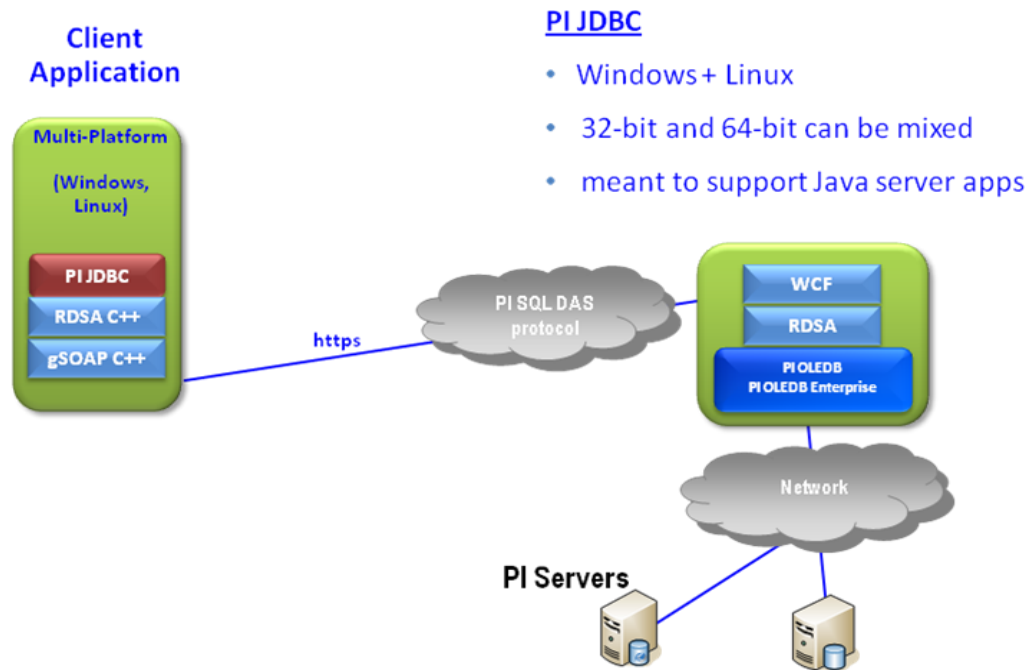 Client
Application
PI JDBC
• Windows + Linux
• 32-bit and 64-bit can be mixed
• meant to support Java server apps
Multi-Platform
(Windows,
Linux)
PI JDBC
RDSA C++
gSOAP C++
https
PI SQL DAS
protocol
WCF
RDSA
PI OLEDB
PI OLEDB Enterprise
Network
PI Servers